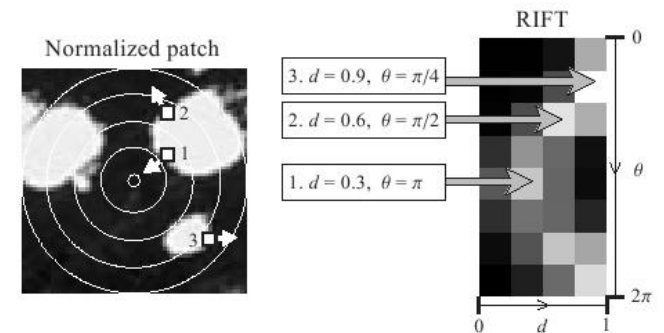 Normalized patch
2
1
3
3. d = 0.9, θ = π/4
2. d = 0.6, θ = π/2
1. d = 0.3, θ = π
RIFT
0
θ
2π
0
d
1